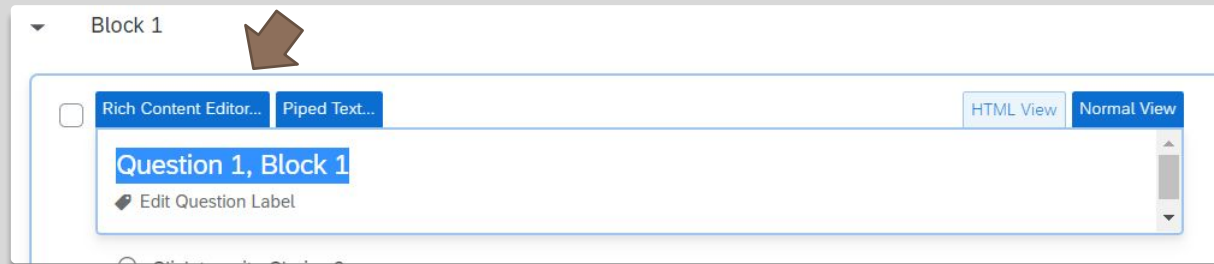 Block 1
Rich Content Editor... Piped Text... HTML View Normal View
Question 1, Block 1
Edit Question Label